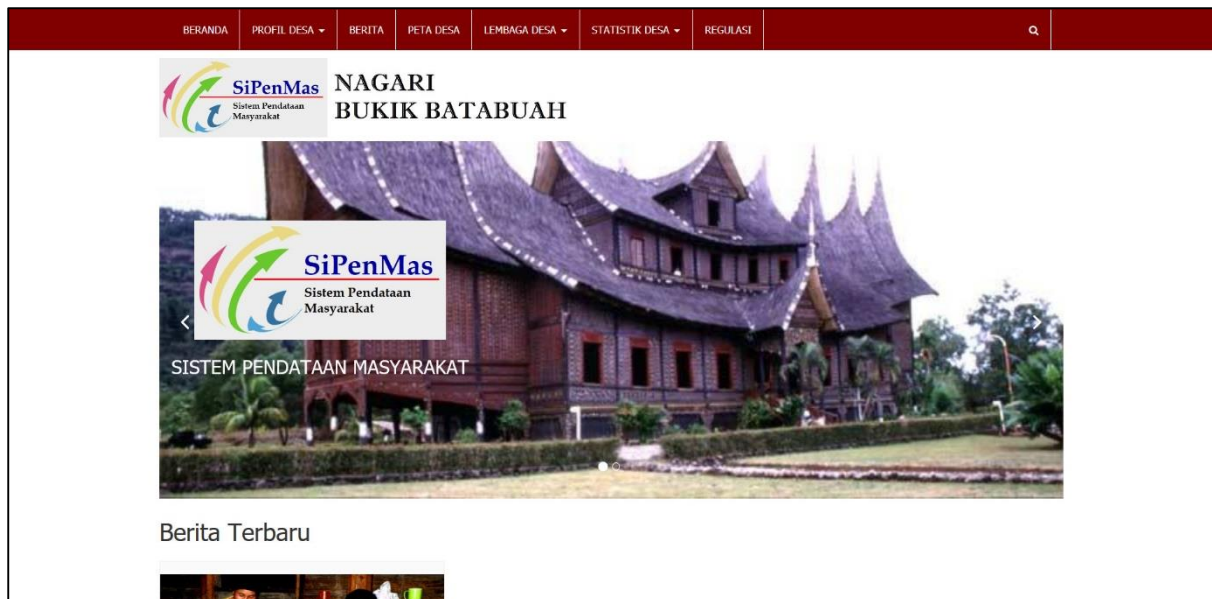 BERANDA
PROFIL DESA
BERITA
PETA DESA
LEMBAGA DESA
STATISTIK DESA
REGULASI
SiPenMas
Sistem Pendataan
Masyarakat
NAGARI
BUKIK BATABUAH
SiPenMas
Sistem Pendataan
Masyarakat
SISTEM PENDATAAN MASYARAKAT
Berita Terbaru